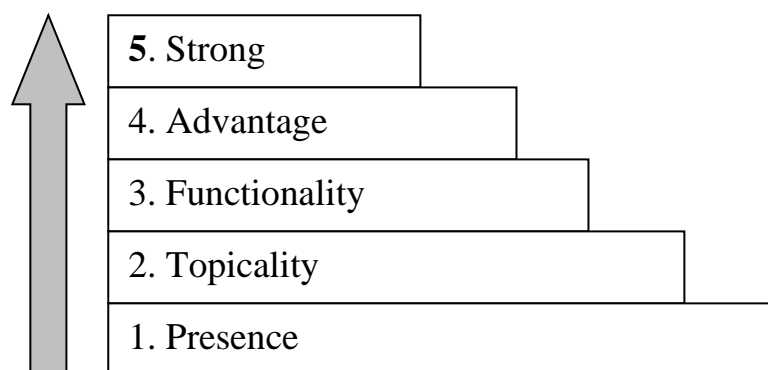 5. Strong
4. Advantage
3. Functionality
2. Topicality
1. Presence